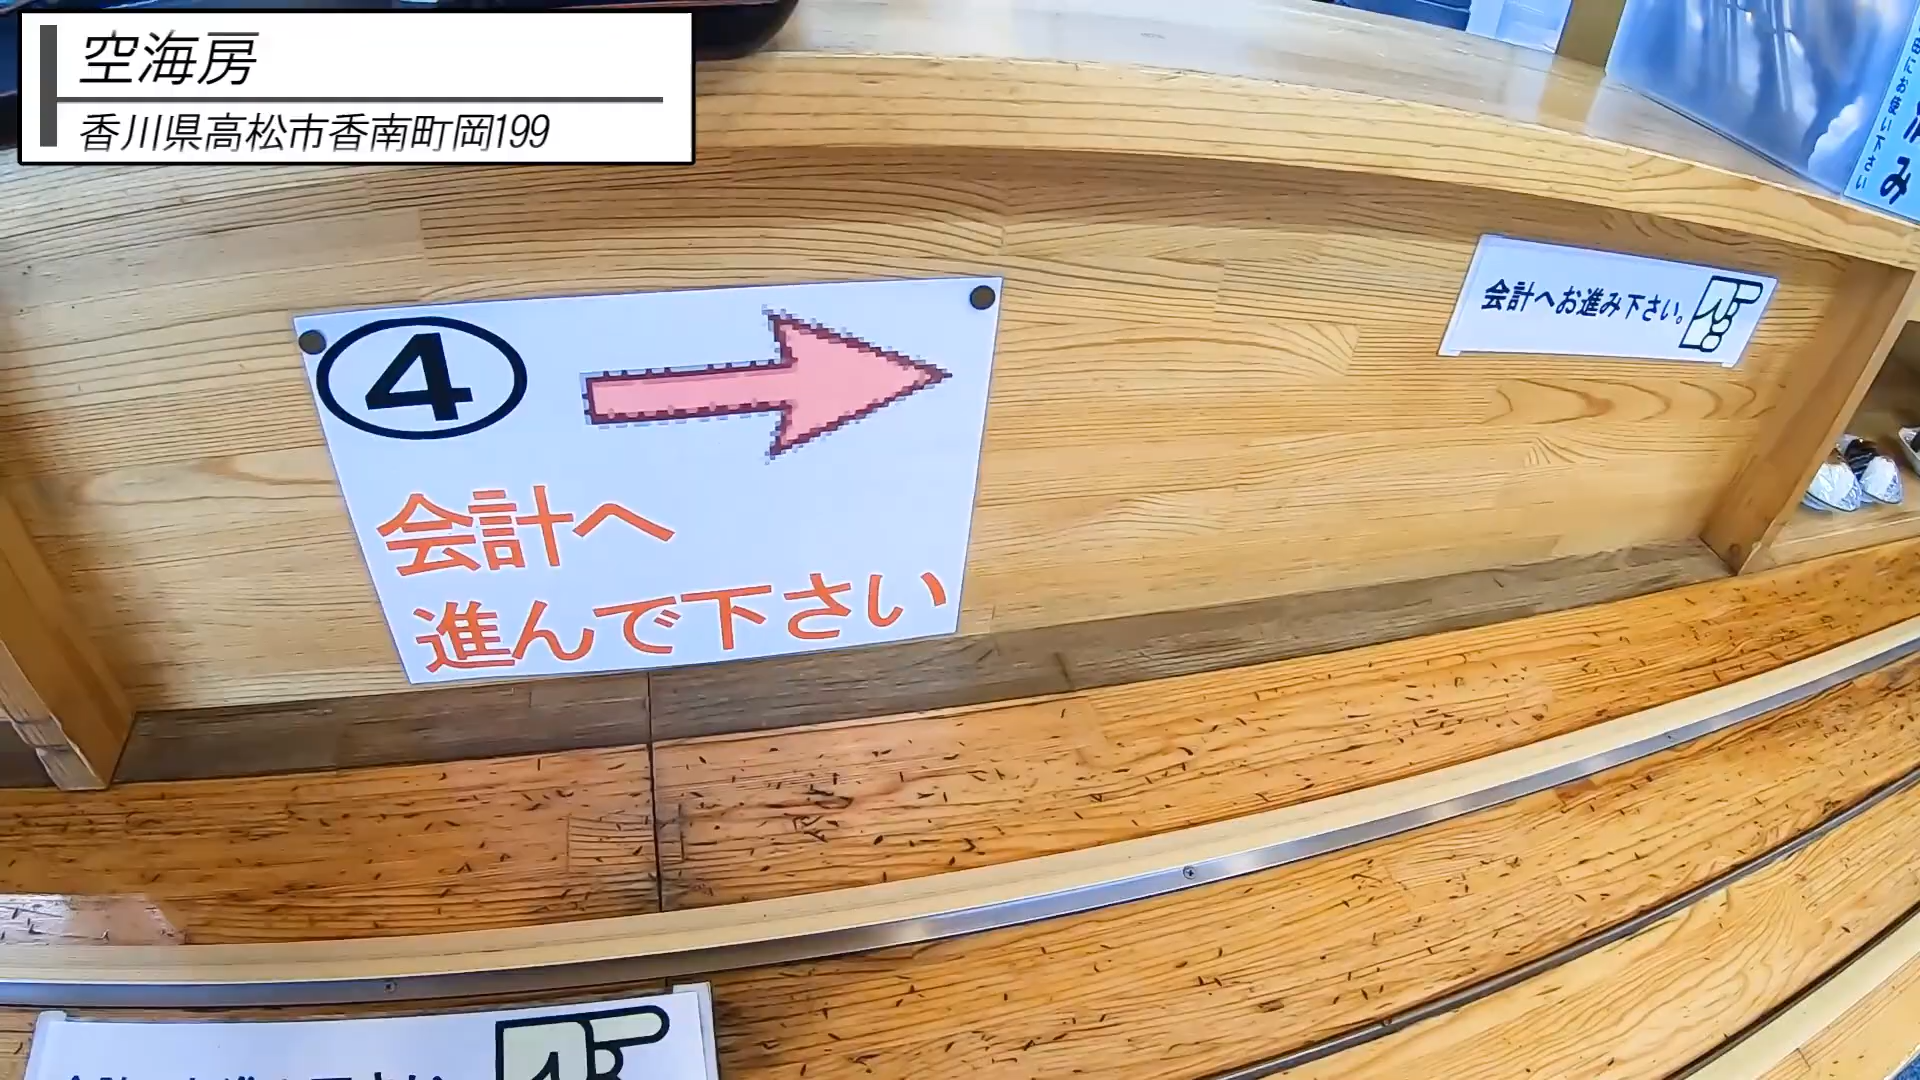 空海房
香川県高松市香南町岡199
④
会計へ
進んで下さい
会計へお進み下さい。